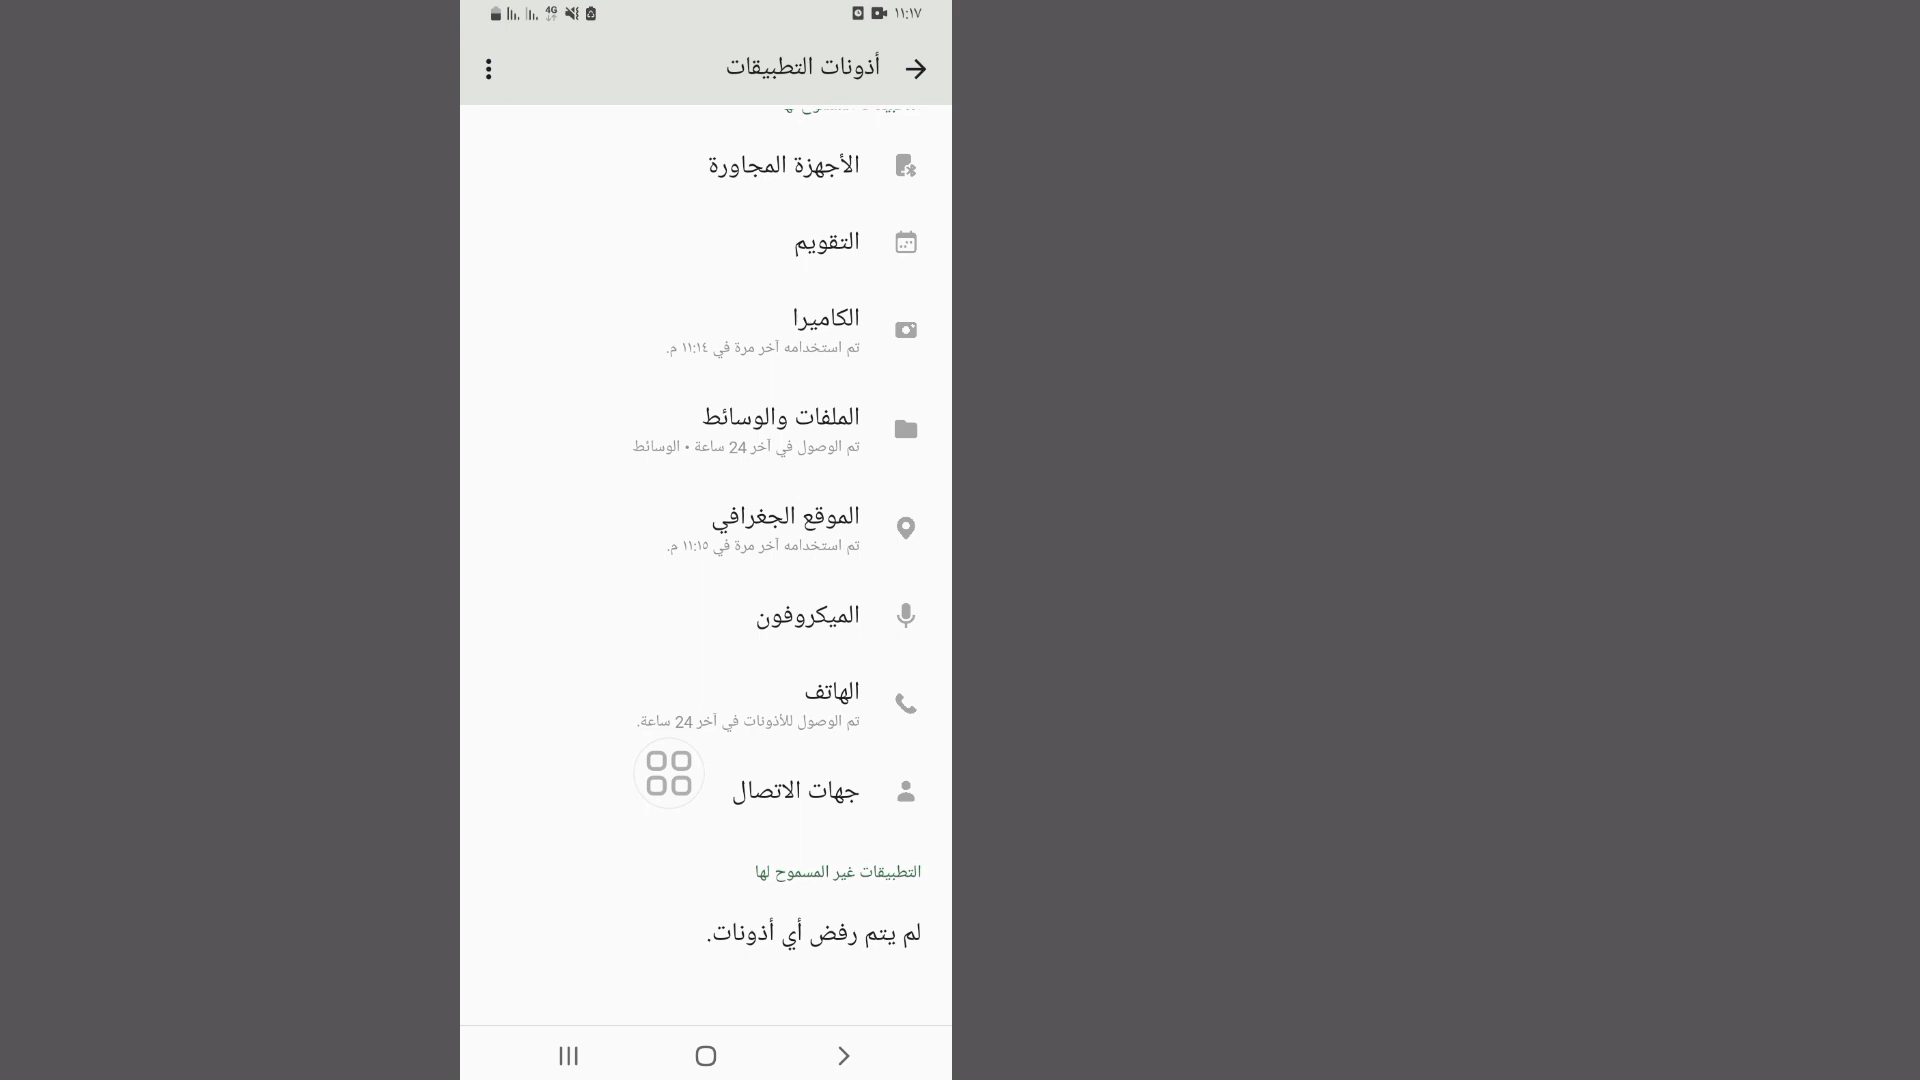 ١١:١٧
4G
أذونات التطبيقات
الأجهزة المجاورة
التقويم
الكاميرا
تم استخدامه آخر مرة في ١١:١٤ م.
الملفات والوسائط
تم الوصول في آخر 24 ساعة • الوسائط
الموقع الجغرافي
تم استخدامه آخر مرة في ١١:١٥ م.
الميكروفون
الهاتف
تم الوصول للأذونات في آخر 24 ساعة.
جهات الاتصال
التطبيقات غير المسموح لها
لم يتم رفض أي أذونات.